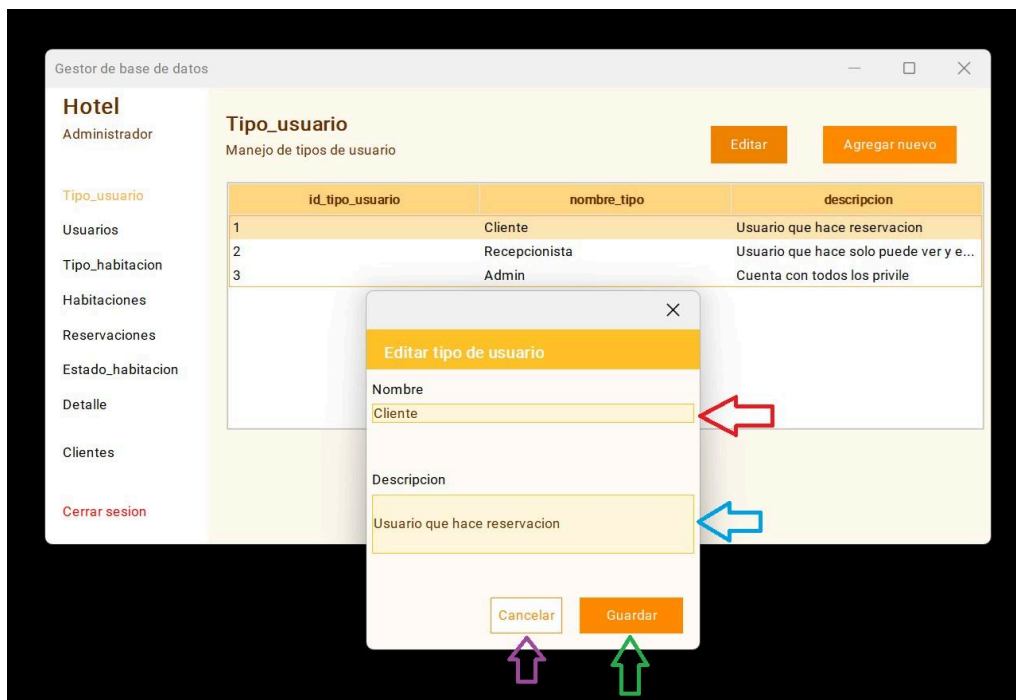 Gestor de base de datos
Hotel
Administrador
Tipo_usuario
Manejo de tipos de usuario
Editar
Agregar nuevo
Tipo_usuario
Usuarios
Tipo_habitacion
Habitaciones
Reservaciones
Estado_habitacion
Detalle
Clientes
Cerrar sesion
id_tipo_usuario nombre_tipo descripcion
1 Cliente Usuario que hace reservacion
2 Recepcionista Usuario que hace solo puede ver y e...
3 Admin Cuenta con todos los privile
Editar tipo de usuario
Nombre
Cliente
Descripcion
Usuario que hace reservacion
Cancelar
Guardar